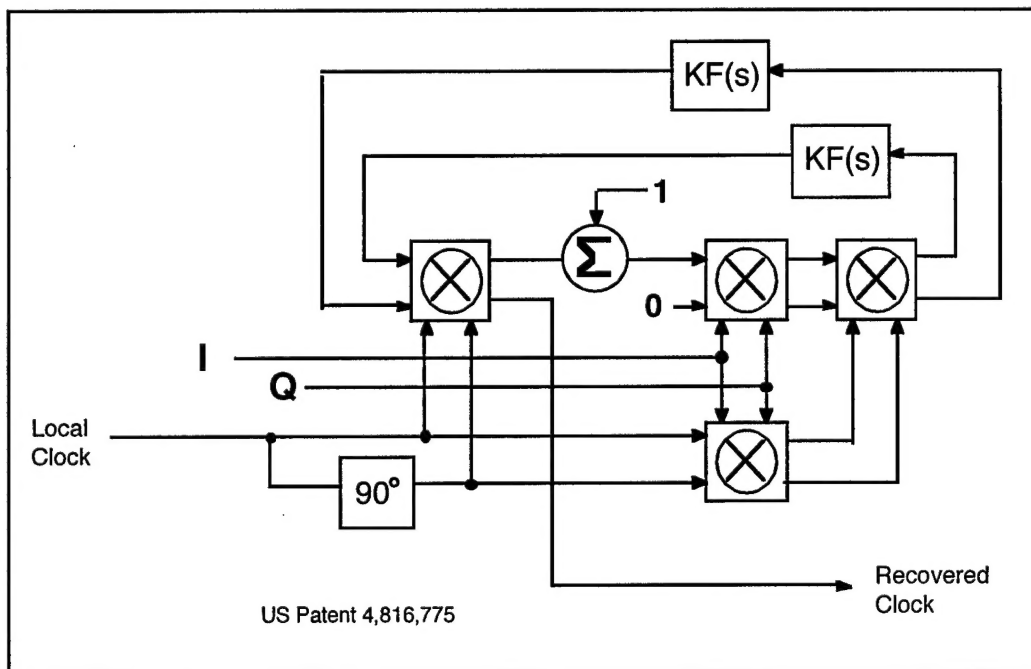 KF(s)
KF(s)
1
Σ
0
I
Q
Local
Clock
90°
Recovered
Clock
US Patent 4,816,775